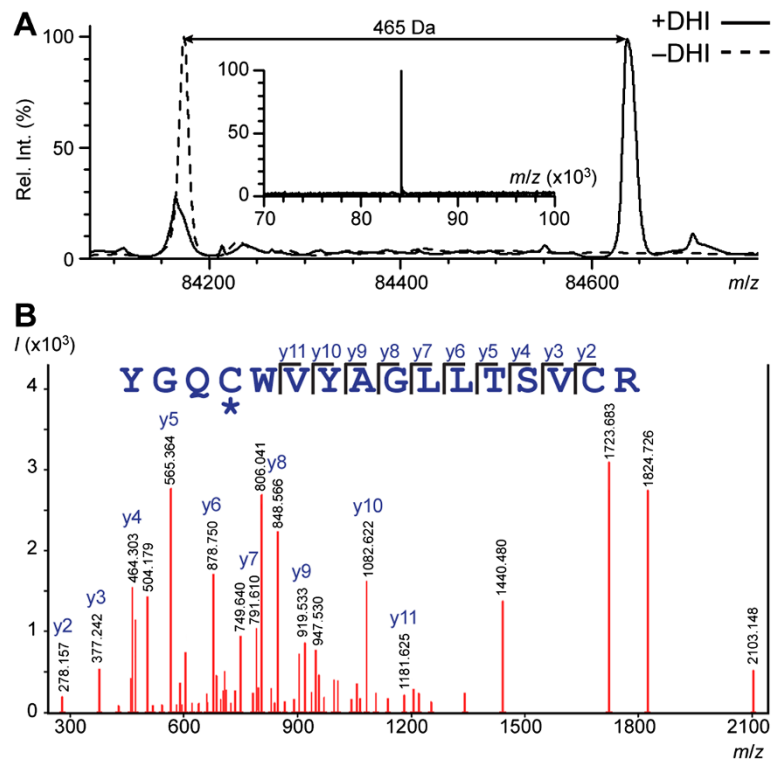 A
465 Da
+DHI
–DHI
Rel. Int. (%)
100
50
0
100
50
0
m/z (x10³)
70 80 90 100
84200 84400 84600 m/z
B
I (x10³)
y11 y10 y9 y8 y7 y6 y5 y4 y3 y2
YGQCWVYAGLLTSVCR
*
4
3
2
1
0
y2
278.157
y3
377.242
y4
464.303
504.179
y5
565.364
y6
878.750
749.640
y7
791.610
806.041
y8
848.566
y9
919.533
947.530
y10
1082.622
y11
1181.625
1440.480
1723.683
1824.726
2103.148
300 600 900 1200 1500 1800 2100
m/z